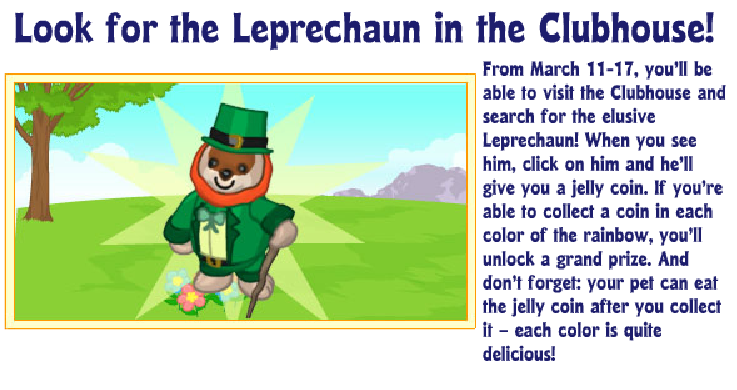 Look for the Leprechaun in the Clubhouse!
From March 11-17, you'll be
able to visit the Clubhouse and
search for the elusive
Leprechaun! When you see
him, click on him and he'll
give you a jelly coin. If you're
able to collect a coin in each
color of the rainbow, you'll
unlock a grand prize. And
don't forget: your pet can eat
the jelly coin after you collect
it – each color is quite
delicious!